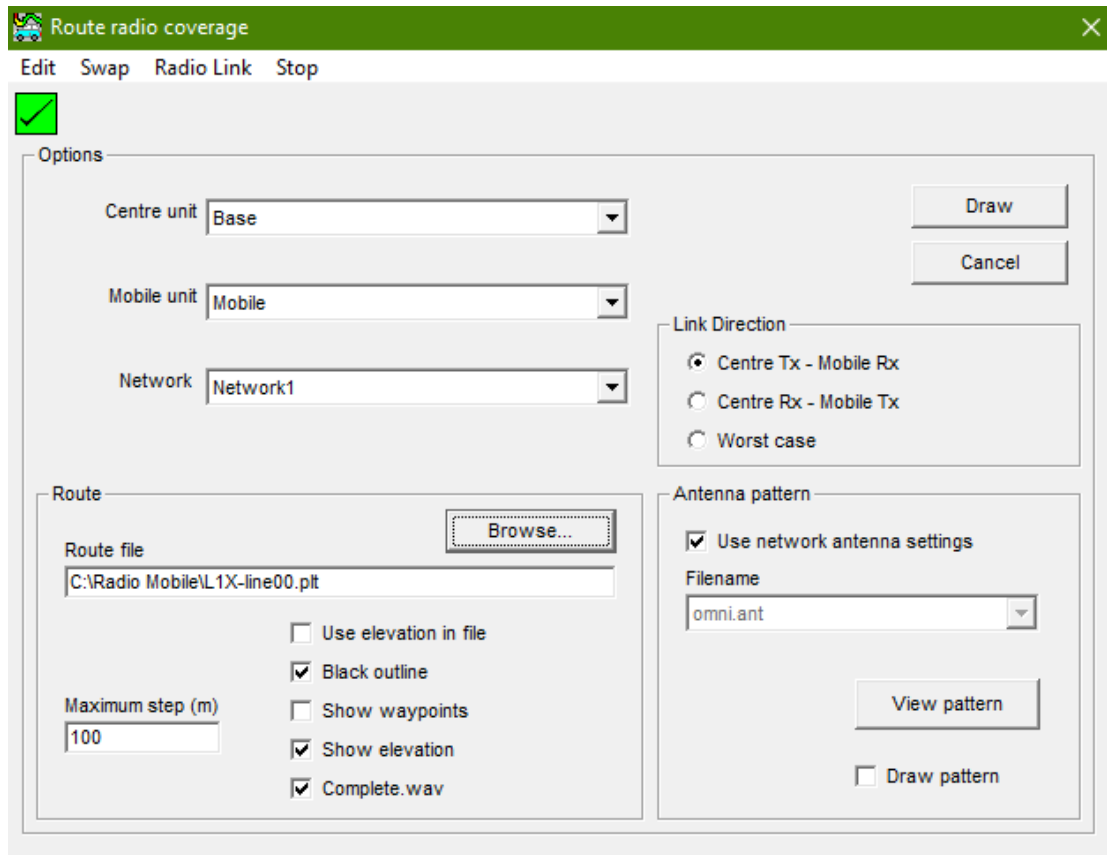 Route radio coverage
Edit Swap Radio Link Stop
Options
Centre unit Base
Draw
Cancel
Mobile unit Mobile
Link Direction
Centre Tx - Mobile Rx
Network Network1
Centre Rx - Mobile Tx
Worst case
Route
Browse...
Route file
C:\Radio Mobile\L1X-line00.plt
Use elevation in file
Black outline
Maximum step (m)
100
Show waypoints
Show elevation
Complete.wav
Antenna pattern
Use network antenna settings
Filename
omni.ant
View pattern
Draw pattern